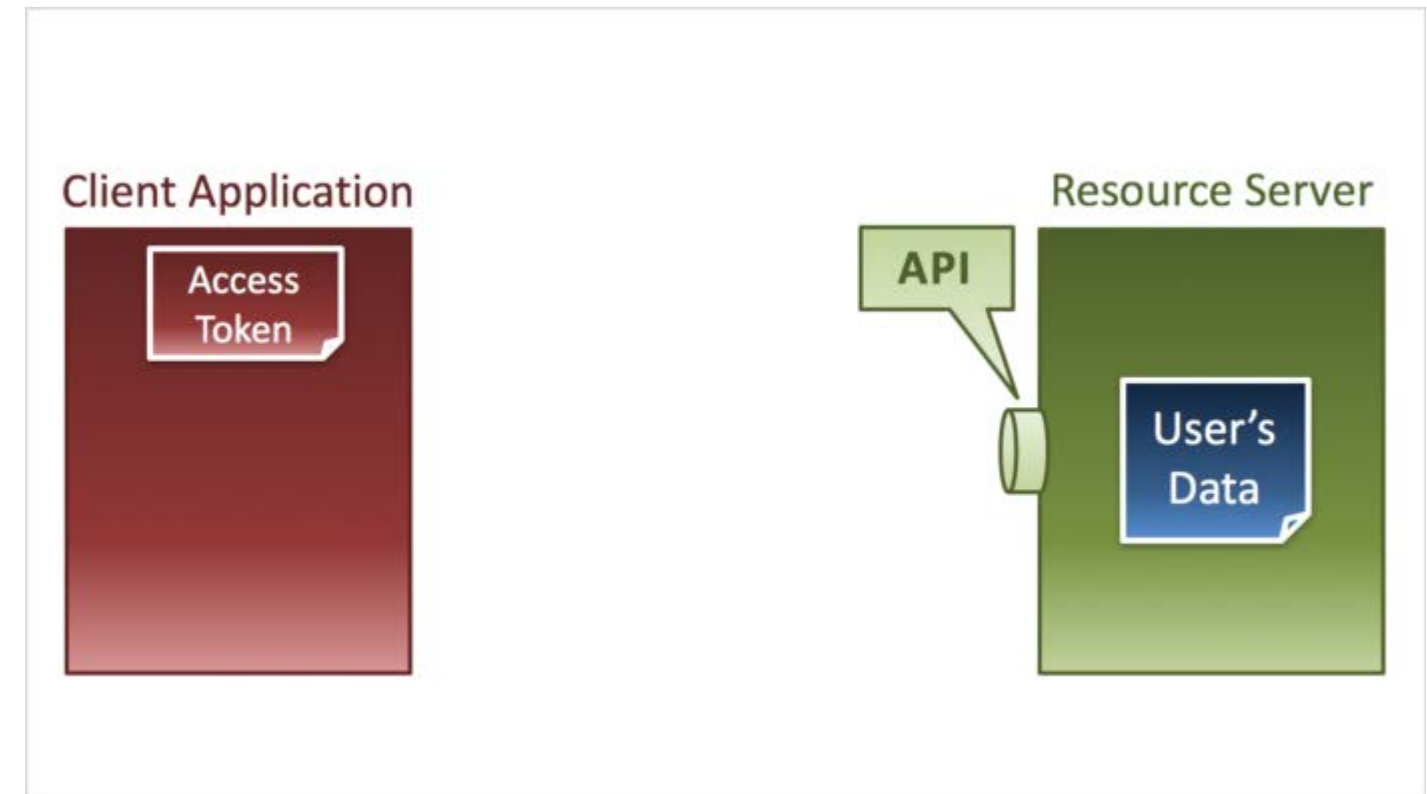 Client Application
Access
Token
Resource Server
API
User's
Data